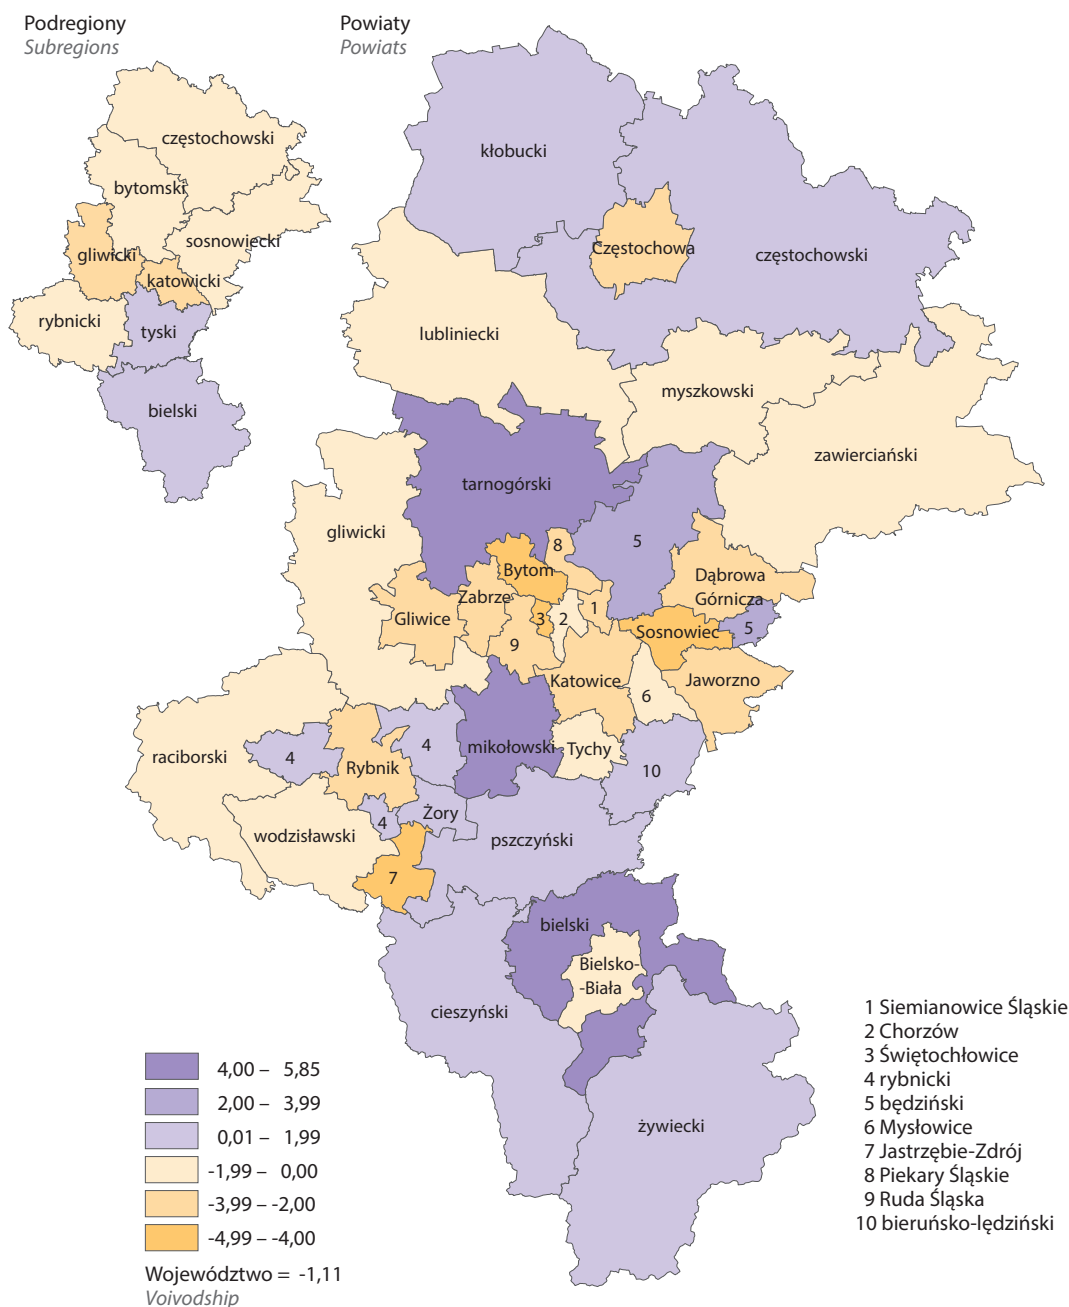 Podregiony
Subregions
Powiaty
Powiats
częstochowski
bytomski
sosnowiecki
gliwicki
katowicki
rybnicki
tyski
bielski
kłobucki
Częstochowa
częstochowski
lubliniecki
myszkowski
zawierciański
tarnogórski
gliwicki
5
8
Bytom
Dąbrowa
Górnicza
Zabrze
Gliwice
3
2
1
Sosnowiec
5
9
Katowice
6
Jaworzno
raciborski
4
4
Rybnik
mikołowski
Tychy
10
4
Żory
wodzisławski
pszczyński
7
bielski
Bielsko-
-Biała
cieszyński
żywiecki
1 Siemianowice Śląskie
2 Chorzów
3 Świętochłowice
4 rybnicki
5 będziński
6 Mysłowice
7 Jastrzębie-Zdrój
8 Piekary Śląskie
9 Ruda Śląska
10 bieruńsko-lędziński
4,00 – 5,85
2,00 – 3,99
0,01 – 1,99
-1,99 – 0,00
-3,99 – -2,00
-4,99 – -4,00
Województwo = -1,11
Voivodship